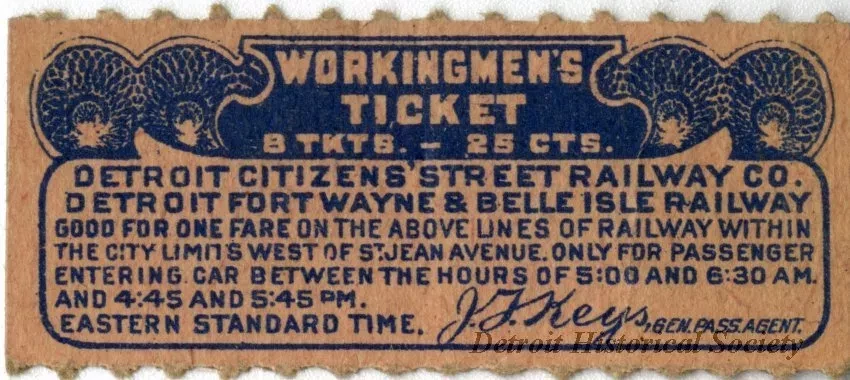 WORKINGMEN'S
TICKET
8 TKTS. - 25 CTS.
DETROIT CITIZENS' STREET RAILWAY CO.
DETROIT FORT WAYNE & BELLE ISLE RAILWAY
GOOD FOR ONE FARE ON THE ABOVE LINES OF RAILWAY WITHIN
THE CITY LIMITS WEST OF ST. JEAN AVENUE. ONLY FOR PASSENGER
ENTERING CAR BETWEEN THE HOURS OF 5:00 AND 6:30 AM.
AND 4:45 AND 5:45 PM.
EASTERN STANDARD TIME. J. F. Keys, GEN. PASS. AGENT.
Detroit Historical Society